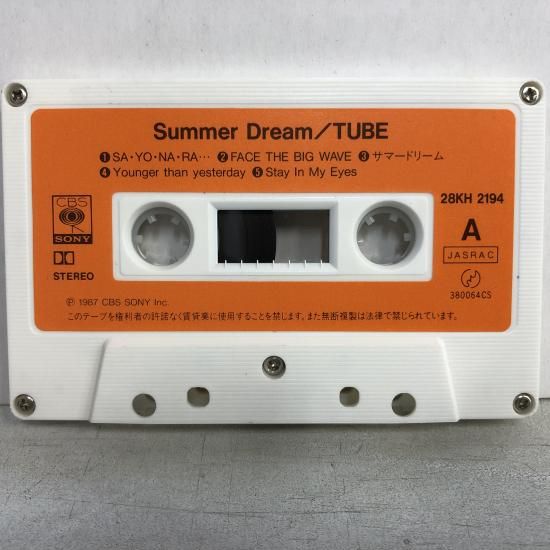 Summer Dream/TUBE
❶SA・YO・NA・RA… ❷FACE THE BIG WAVE ❸サマードリーム
❹Younger than yesterday ❺Stay In My Eyes
CBS
SONY
28KH 2194
A
STEREO
JASRAC
380064CS
℗ 1987 CBS SONY Inc.
このテープを権利者の許諾なく賃貸業に使用することを禁じます。また無断複製は法律で禁じられています。